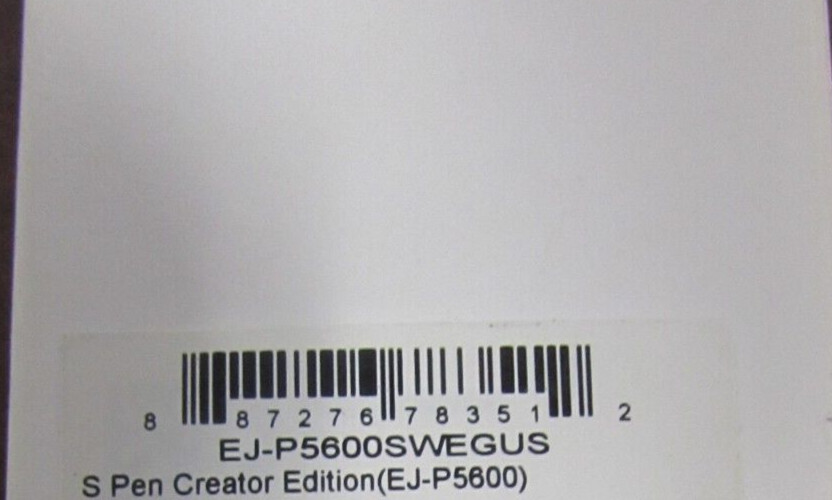 8 87276 78351 2
EJ-P5600SWEGUS
S Pen Creator Edition(EJ-P5600)